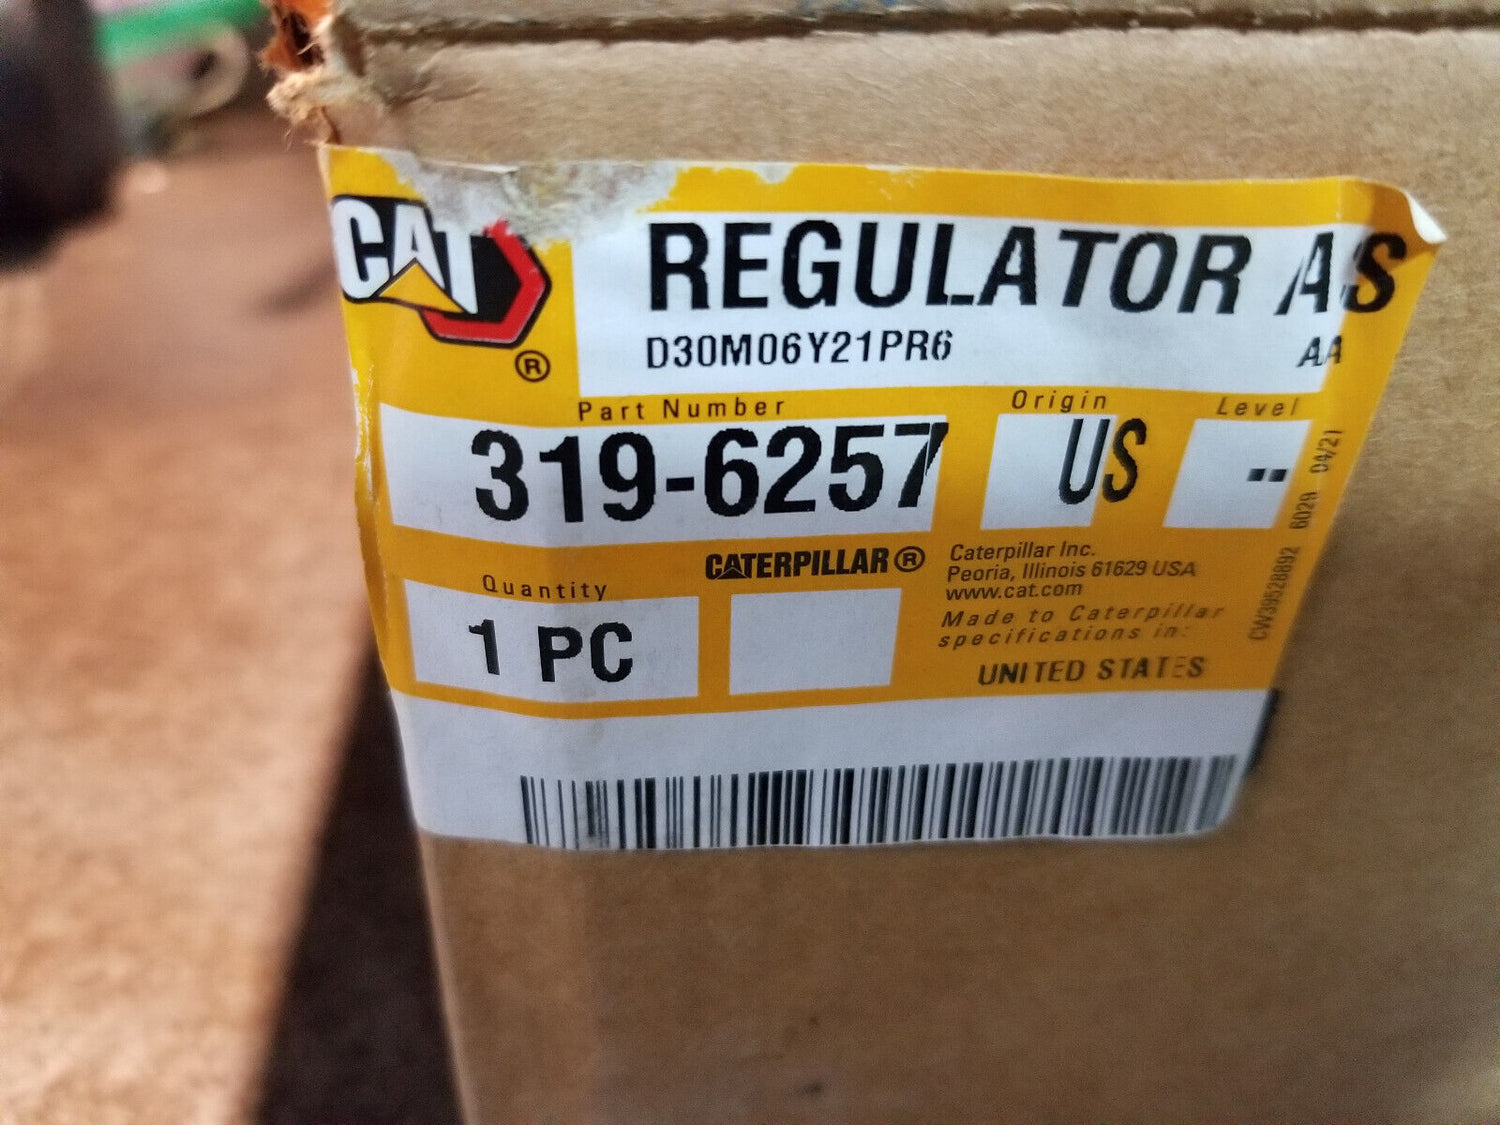 CAT
®
REGULATOR AS
D30M06Y21PR6 AA
Part Number Origin Level
319-6257 US --
Quantity
1 PC
CATERPILLAR®
Caterpillar Inc.
Peoria, Illinois 61629 USA
www.cat.com
Made to Caterpillar
specifications in:
UNITED STATES
CW39528892 6029 04/21